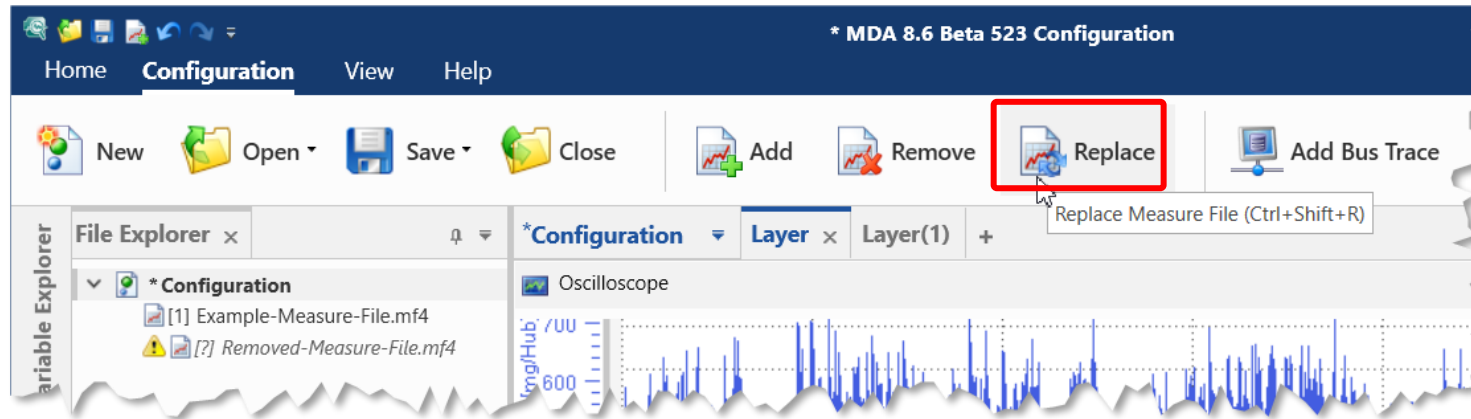 * MDA 8.6 Beta 523 Configuration
Home Configuration View Help
New Open Save Close Add Remove Replace Add Bus Trace
Replace Measure File (Ctrl+Shift+R)
File Explorer *Configuration Layer Layer(1) +
* Configuration
Oscilloscope
[1] Example-Measure-File.mf4
[?] Removed-Measure-File.mf4
700
600
mg/Hub
Explorer